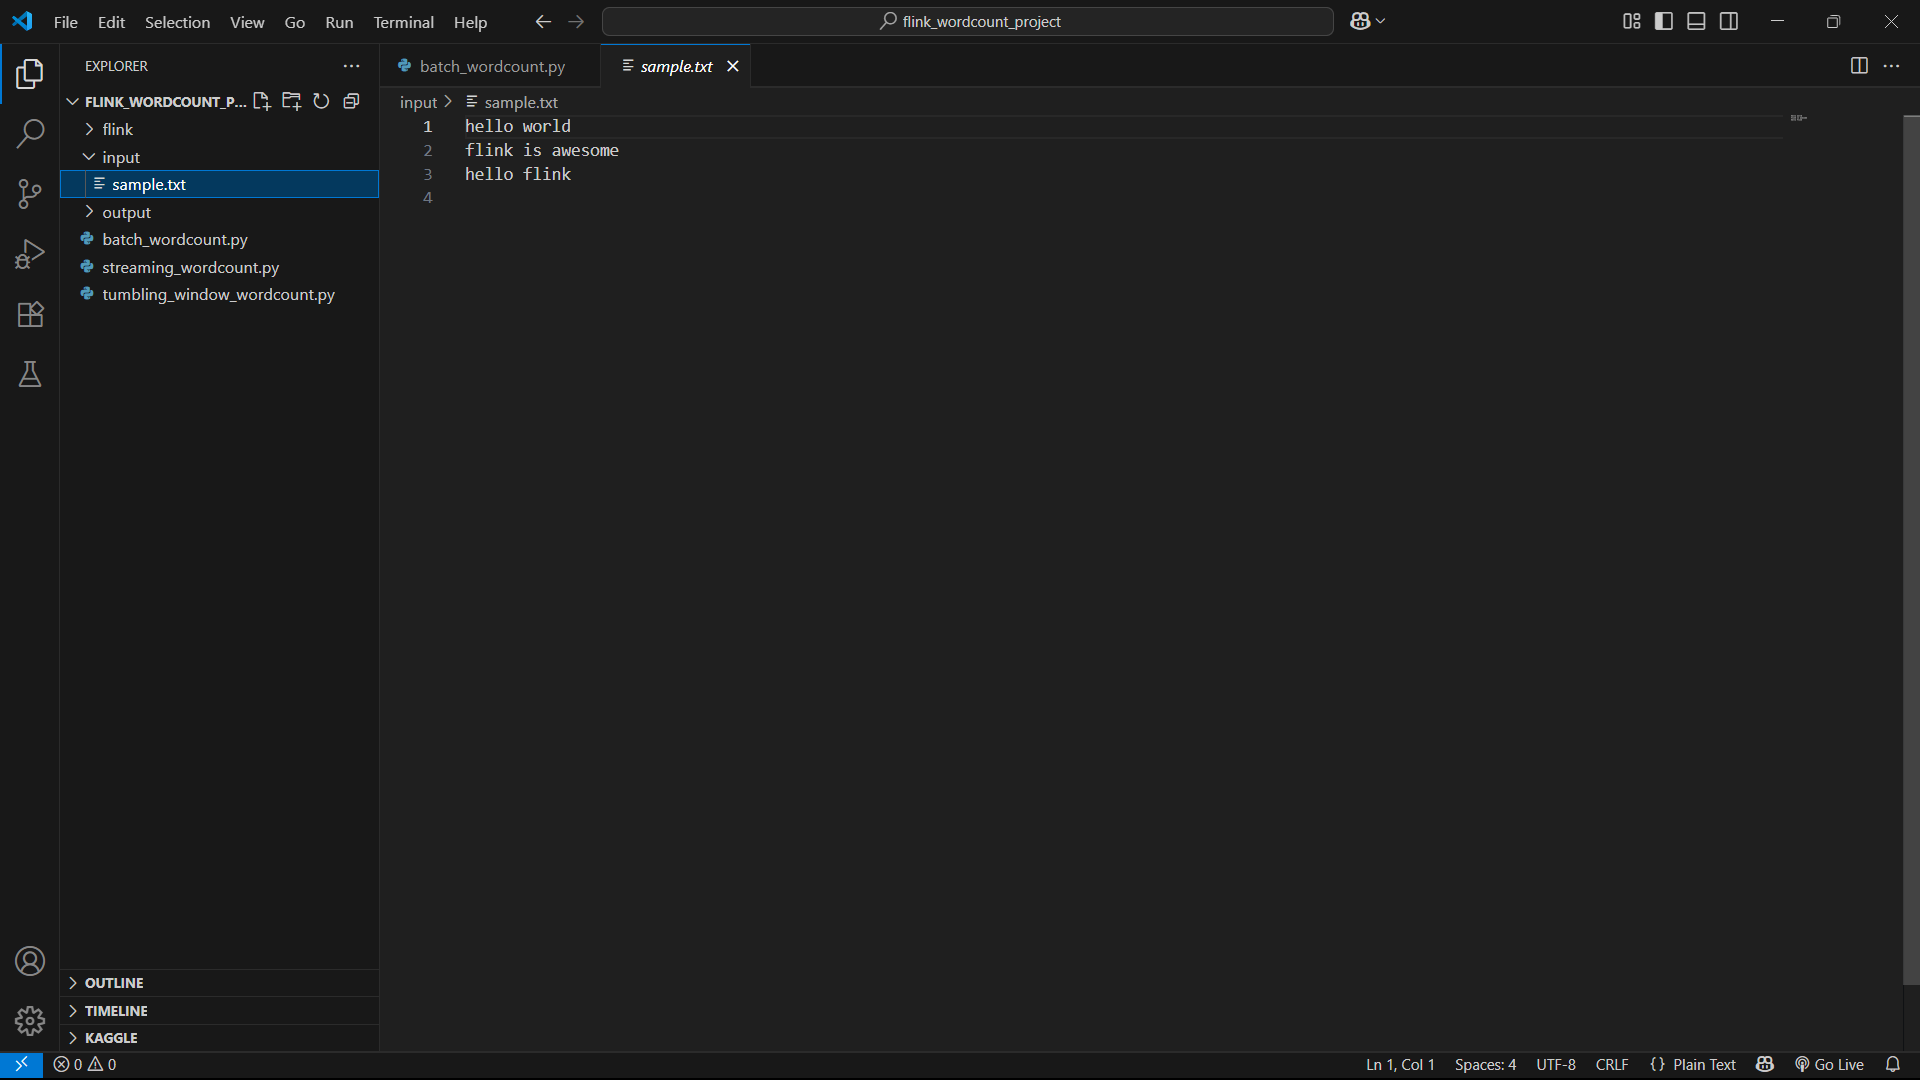 File Edit Selection View Go Run Terminal Help
flink_wordcount_project
EXPLORER
FLINK_WORDCOUNT_P...
flink
input
sample.txt
output
batch_wordcount.py
streaming_wordcount.py
tumbling_window_wordcount.py
OUTLINE
TIMELINE
KAGGLE
batch_wordcount.py
sample.txt
input > sample.txt
1 hello world
2 flink is awesome
3 hello flink
4
0 0
Ln 1, Col 1 Spaces: 4 UTF-8 CRLF {} Plain Text Go Live